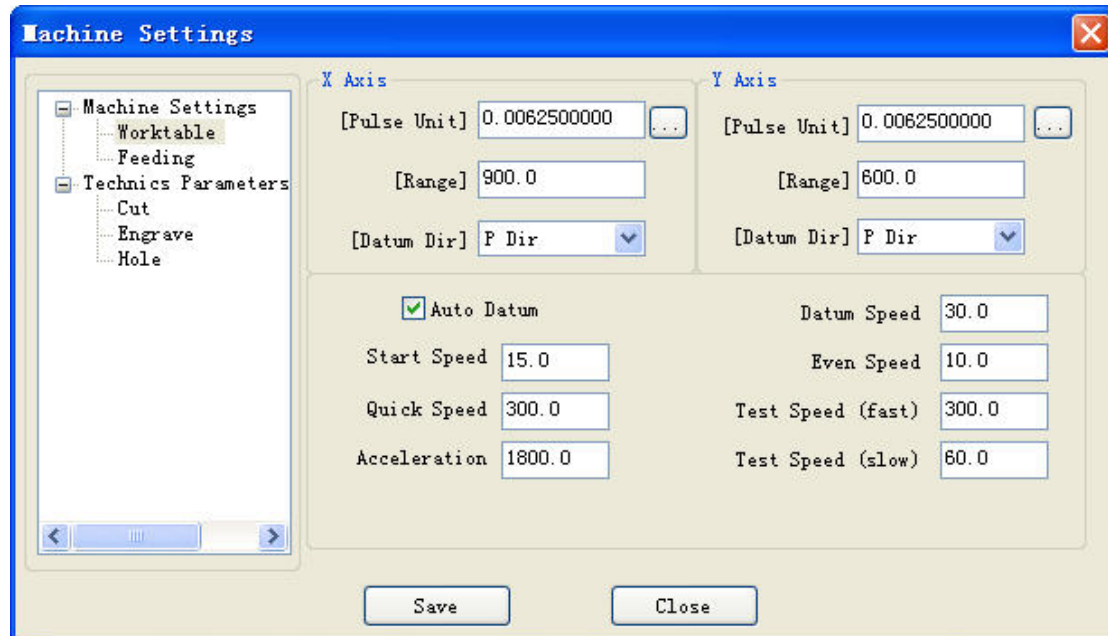 Machine Settings
Machine Settings
Worktable
Feeding
Technics Parameters
Cut
Engrave
Hole
X Axis
[Pulse Unit] 0.0062500000 ...
[Range] 900.0
[Datum Dir] P Dir
Y Axis
[Pulse Unit] 0.0062500000 ...
[Range] 600.0
[Datum Dir] P Dir
Auto Datum
Start Speed 15.0
Quick Speed 300.0
Acceleration 1800.0
Datum Speed 30.0
Even Speed 10.0
Test Speed (fast) 300.0
Test Speed (slow) 60.0
Save Close